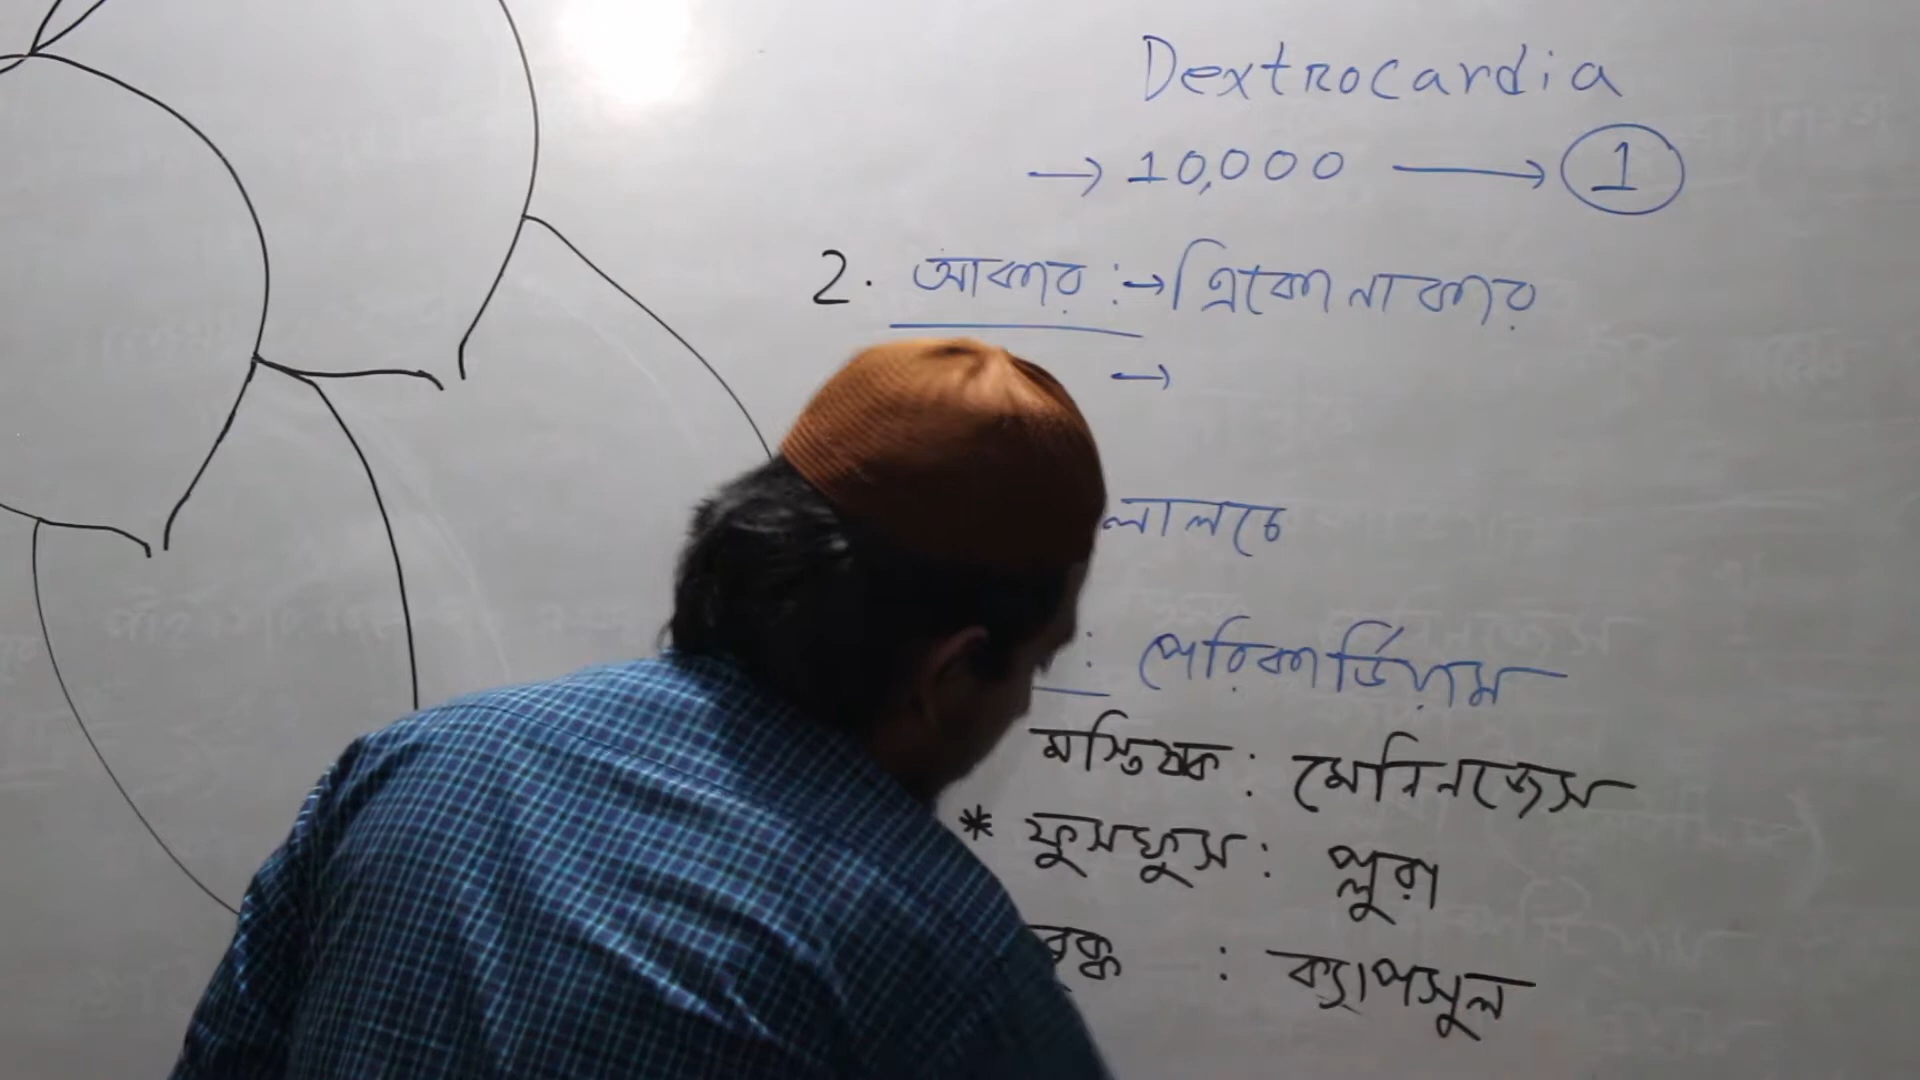 Dextrocardia
→ 10,000 → 1
2. আকার :→ ত্রিকোনাকার
→
লালচে
: পেরিকার্ডিয়াম
মস্তিষ্ক : মেনিনজেস
* ফুসফুস : প্লুরা
বৃক্ক : ক্যাপসুল